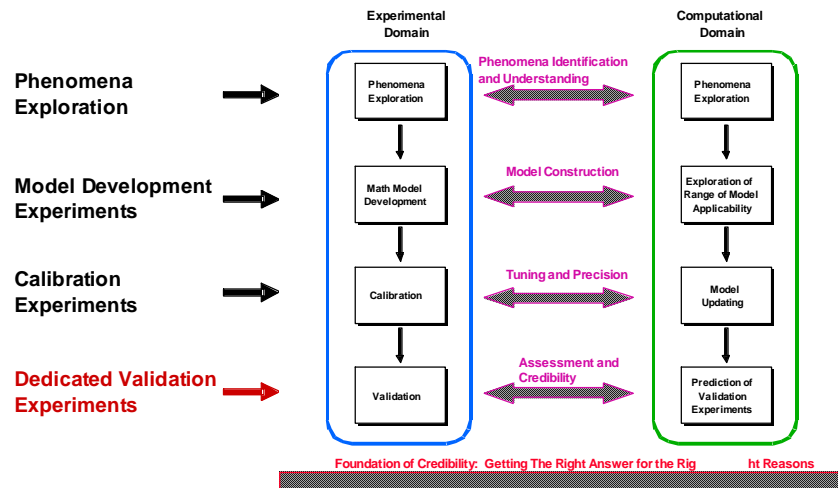 Experimental
Domain
Computational
Domain
Phenomena
Exploration
Phenomena
Exploration
Phenomena Identification
and Understanding
Phenomena
Exploration
Model Development
Experiments
Math Model
Development
Model Construction
Exploration of
Range of Model
Applicability
Calibration
Experiments
Calibration
Tuning and Precision
Model
Updating
Dedicated Validation
Experiments
Validation
Assessment and
Credibility
Prediction of
Validation
Experiments
Foundation of Credibility: Getting The Right Answer for the Rig ht Reasons